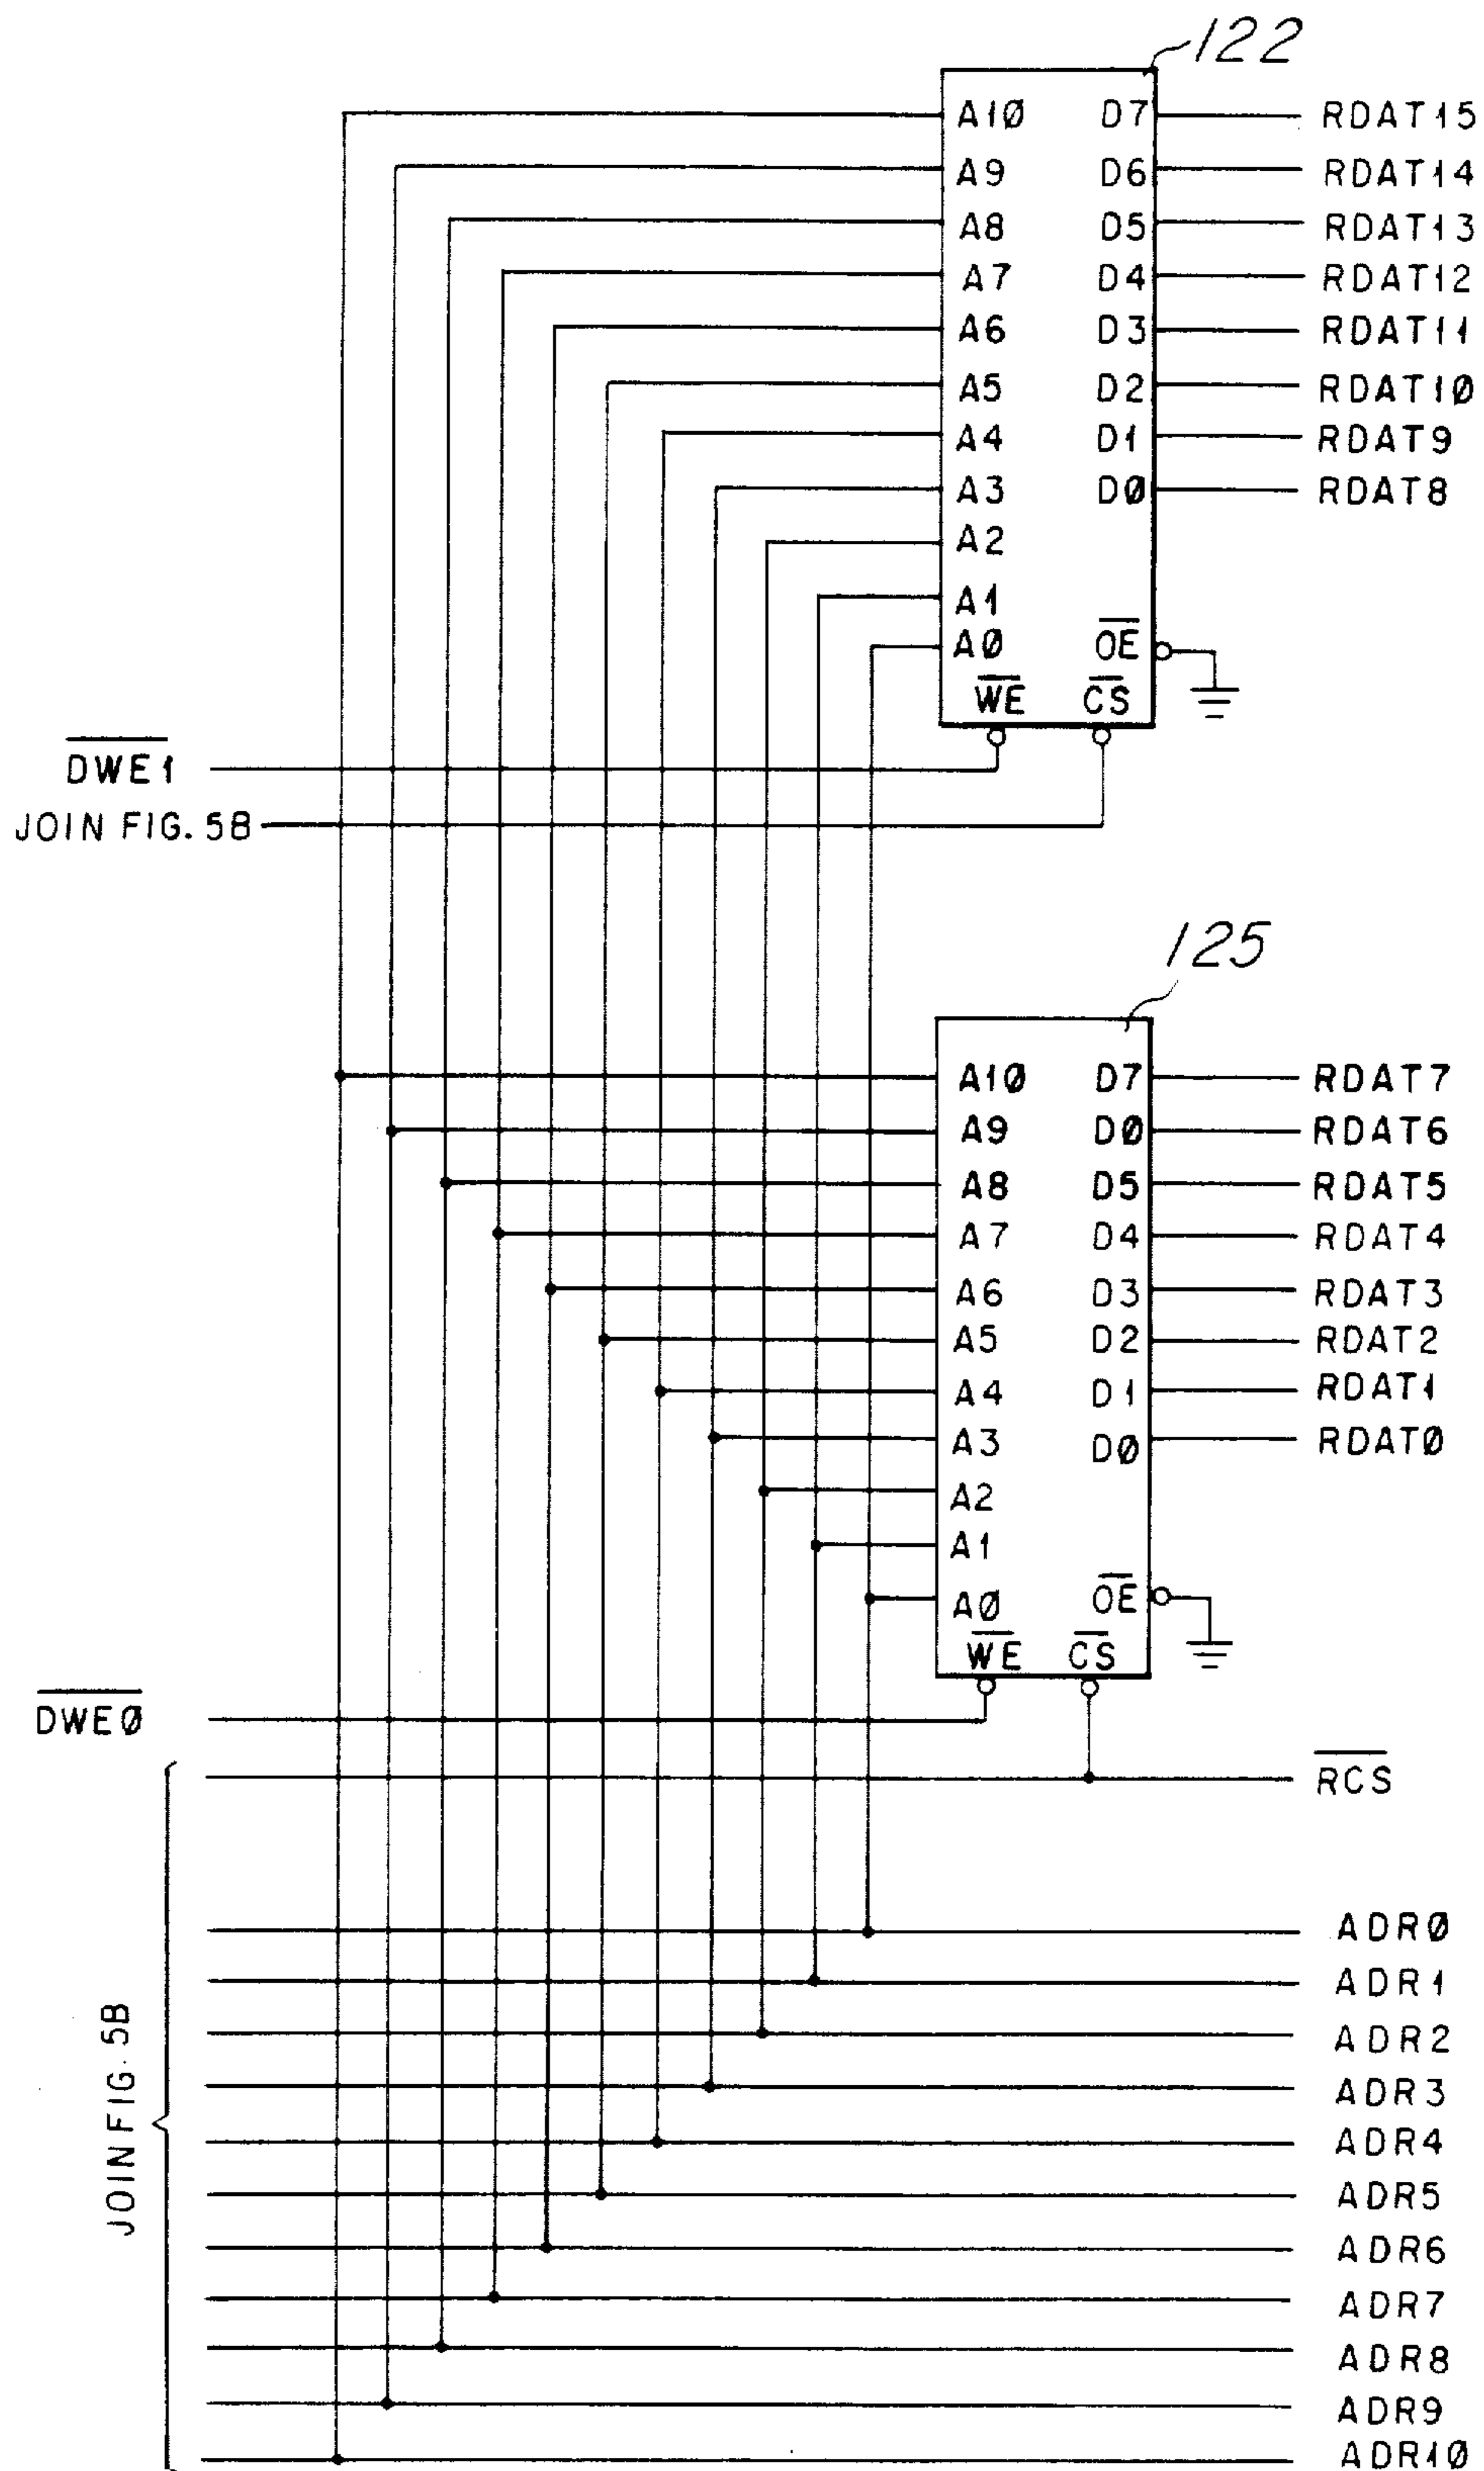 122
A10 D7 RDAT15
A9 D6 RDAT14
A8 D5 RDAT13
A7 D4 RDAT12
A6 D3 RDAT11
A5 D2 RDAT10
A4 D1 RDAT9
A3 DØ RDAT8
A2
A1
AØ OE
WE CS
DWE1
JOIN FIG. 5B
125
A1Ø D7 RDAT7
A9 DØ RDAT6
A8 D5 RDAT5
A7 D4 RDAT4
A6 D3 RDAT3
A5 D2 RDAT2
A4 D1 RDAT1
A3 DØ RDATØ
A2
A1
AØ OE
WE CS
DWEØ
RCS
JOIN FIG. 5B
ADRØ
ADR1
ADR2
ADR3
ADR4
ADR5
ADR6
ADR7
ADR8
ADR9
ADR1Ø